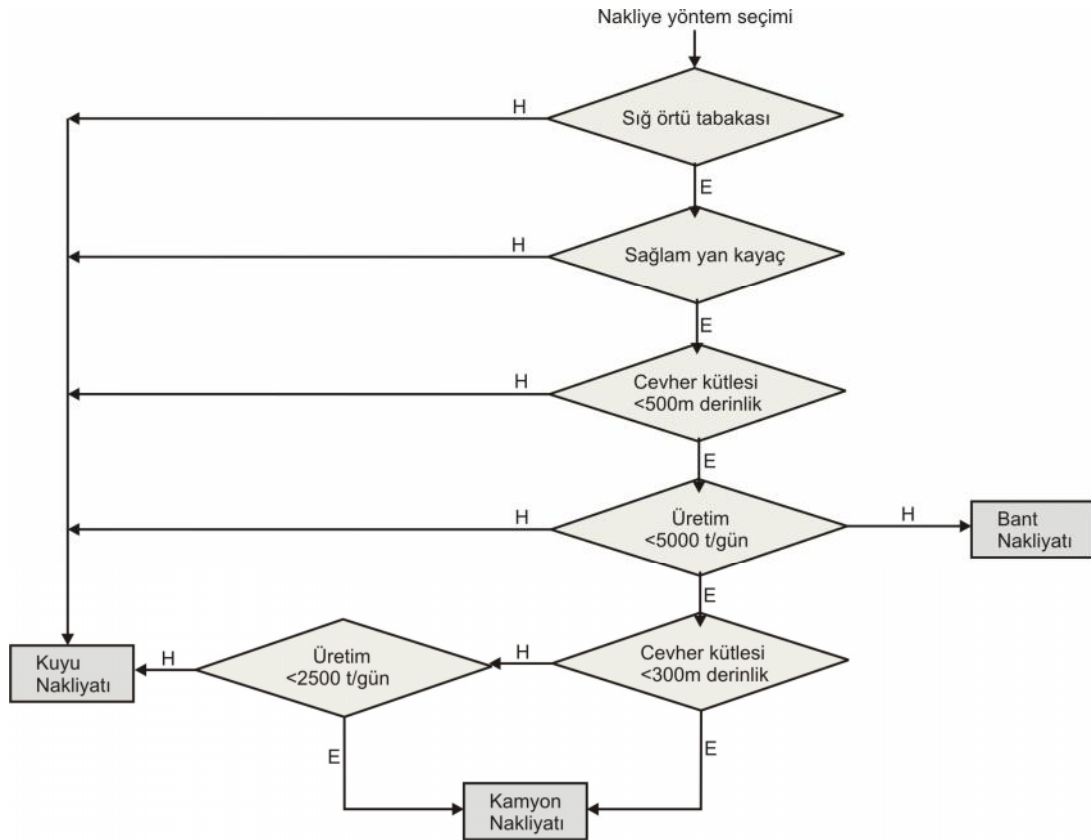 Nakliye yöntem seçimi
H
Sığ örtü tabakası
E
H
Sağlam yan kayaç
E
H
Cevher kütlesi
<500m derinlik
E
H
Üretim
<5000 t/gün
H
Bant
Nakliyatı
E
Kuyu
Nakliyatı
H
Üretim
<2500 t/gün
H
Cevher kütlesi
<300m derinlik
E
E
Kamyon
Nakliyatı